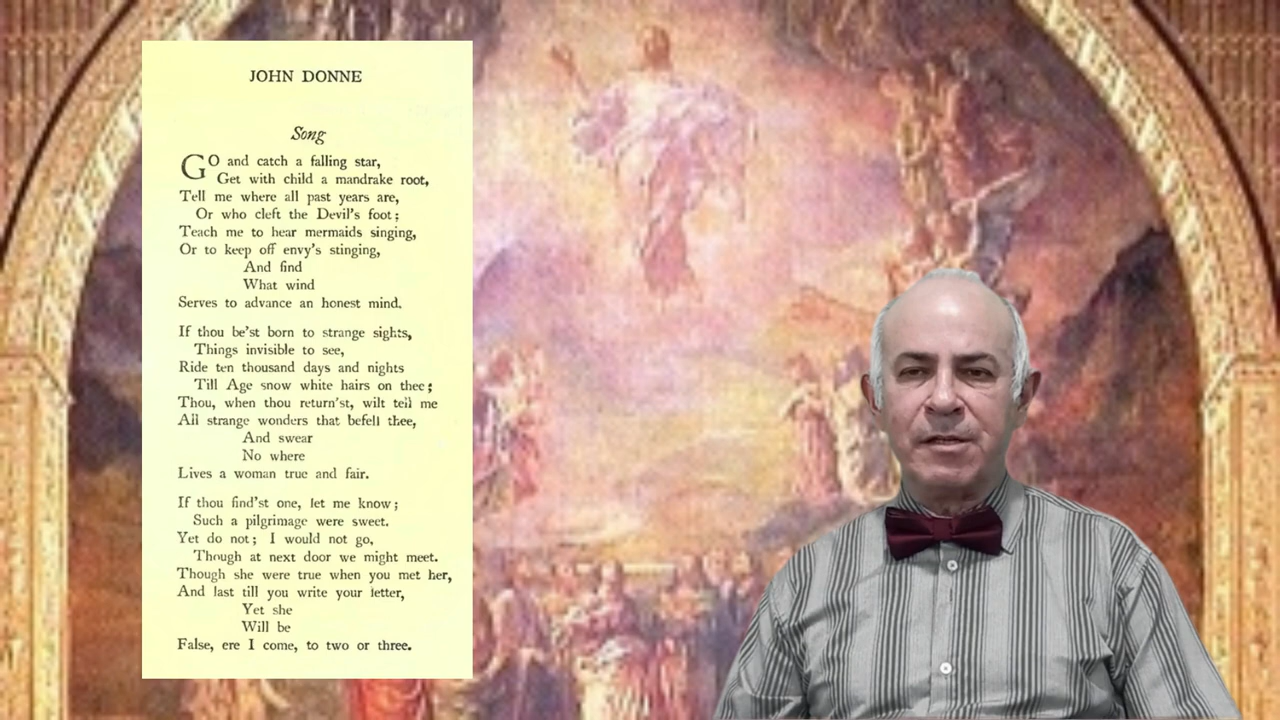 JOHN DONNE
Song
GO and catch a falling star,
Get with child a mandrake root,
Tell me where all past years are,
Or who cleft the Devil's foot;
Teach me to hear mermaids singing,
Or to keep off envy's stinging,
And find
What wind
Serves to advance an honest mind.
If thou be'st born to strange sights,
Things invisible to see,
Ride ten thousand days and nights
Till Age snow white hairs on thee;
Thou, when thou return'st, wilt tell me
All strange wonders that befell thee,
And swear
No where
Lives a woman true and fair.
If thou find'st one, let me know;
Such a pilgrimage were sweet.
Yet do not; I would not go,
Though at next door we might meet.
Though she were true when you met her,
And last till you write your letter,
Yet she
Will be
False, ere I come, to two or three.